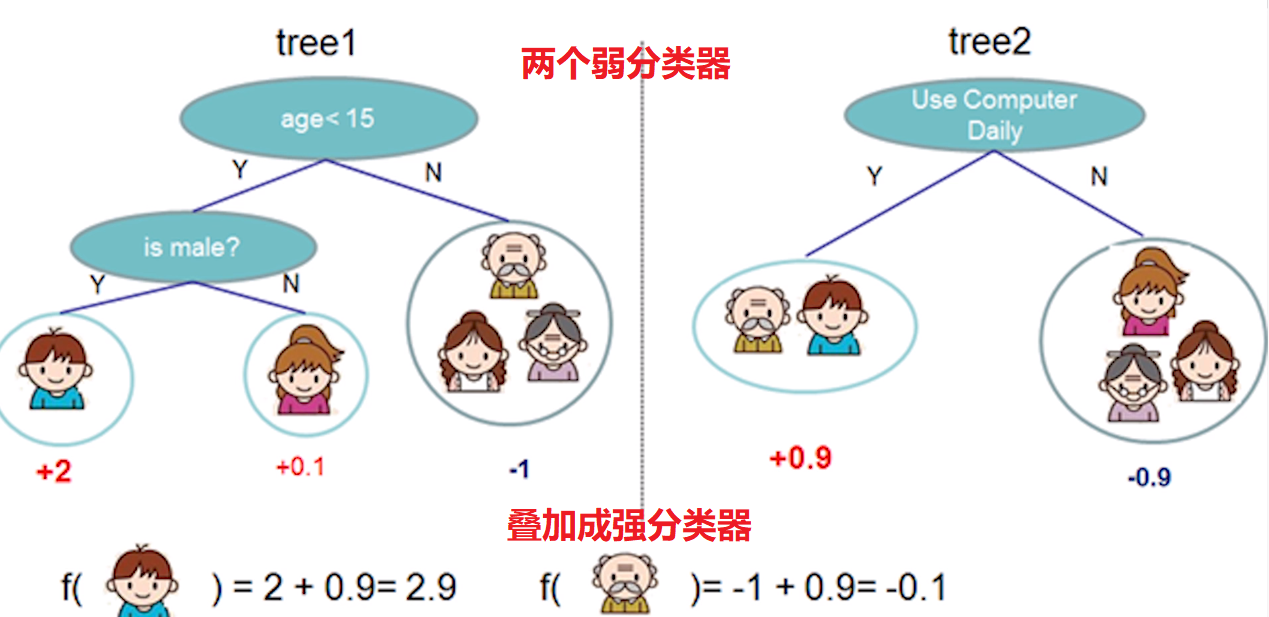 tree1
两个弱分类器
tree2
age< 15
Use Computer
Daily
Y
N
Y
N
is male?
Y
N
+2
+0.1
-1
+0.9
-0.9
叠加成强分类器
f( ) = 2 + 0.9= 2.9
f( )= -1 + 0.9= -0.1